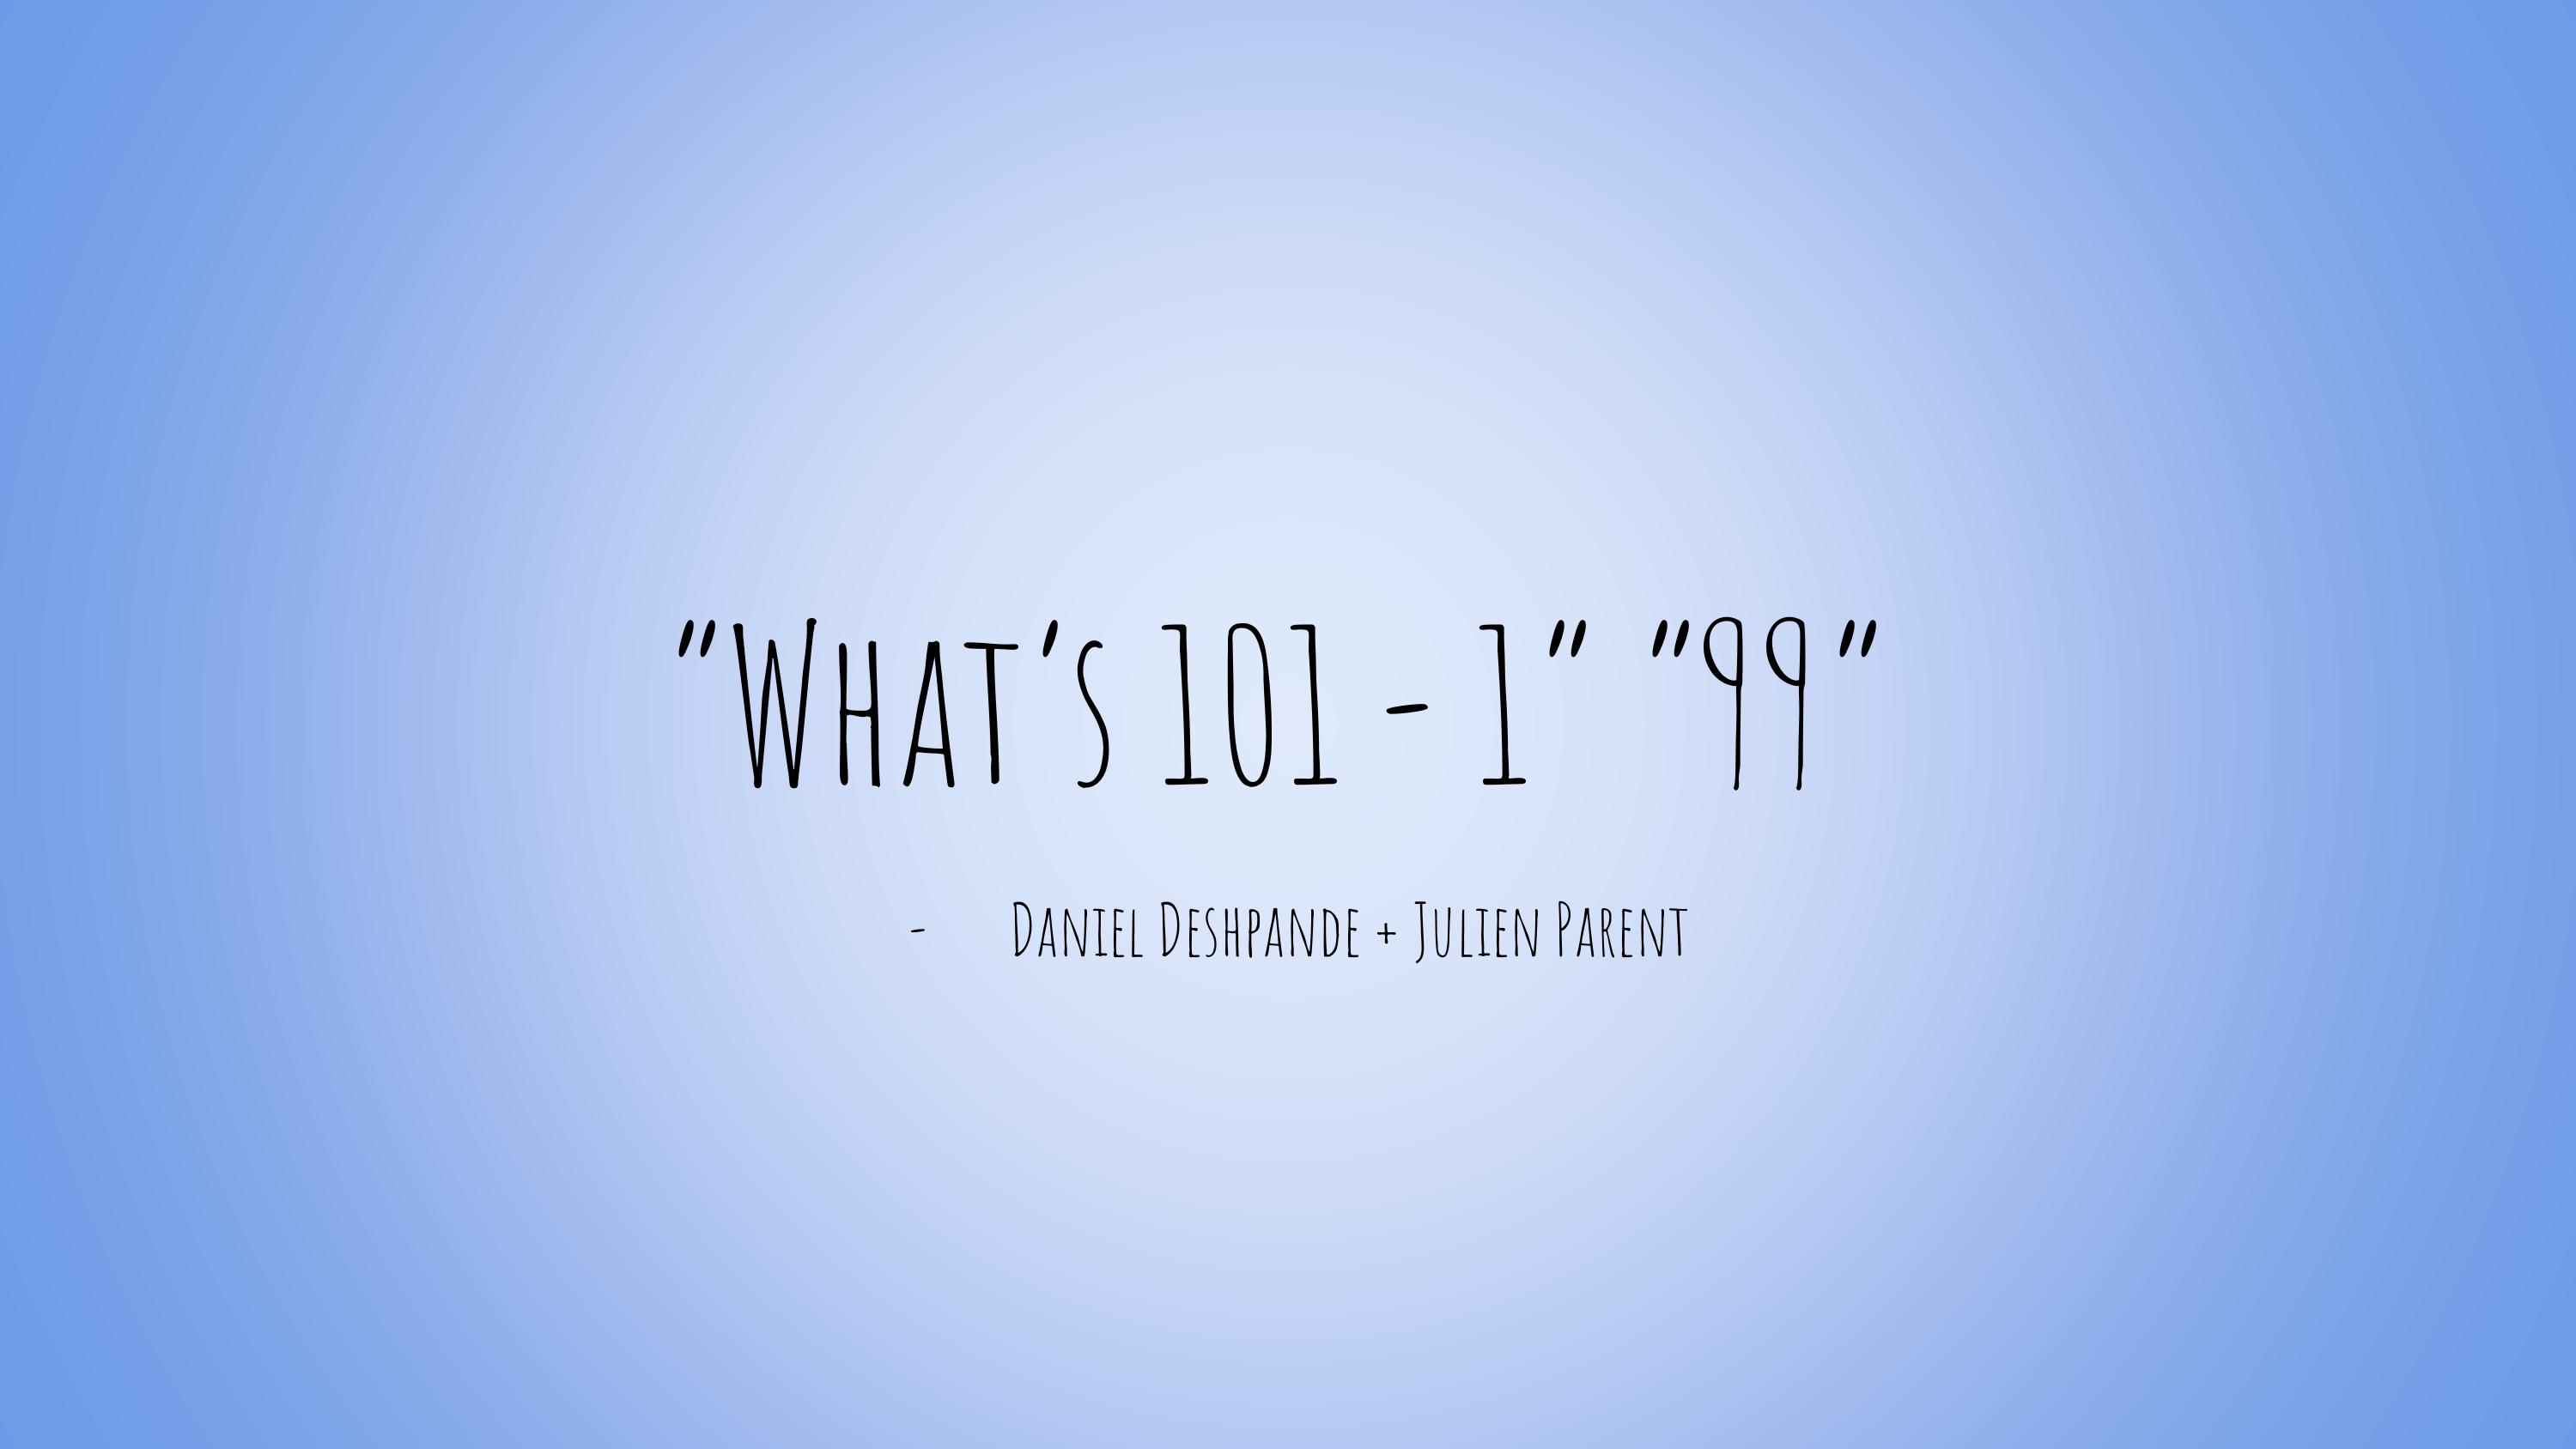 "What's 101 - 1" "99"
- Daniel Deshpande + Julien Parent